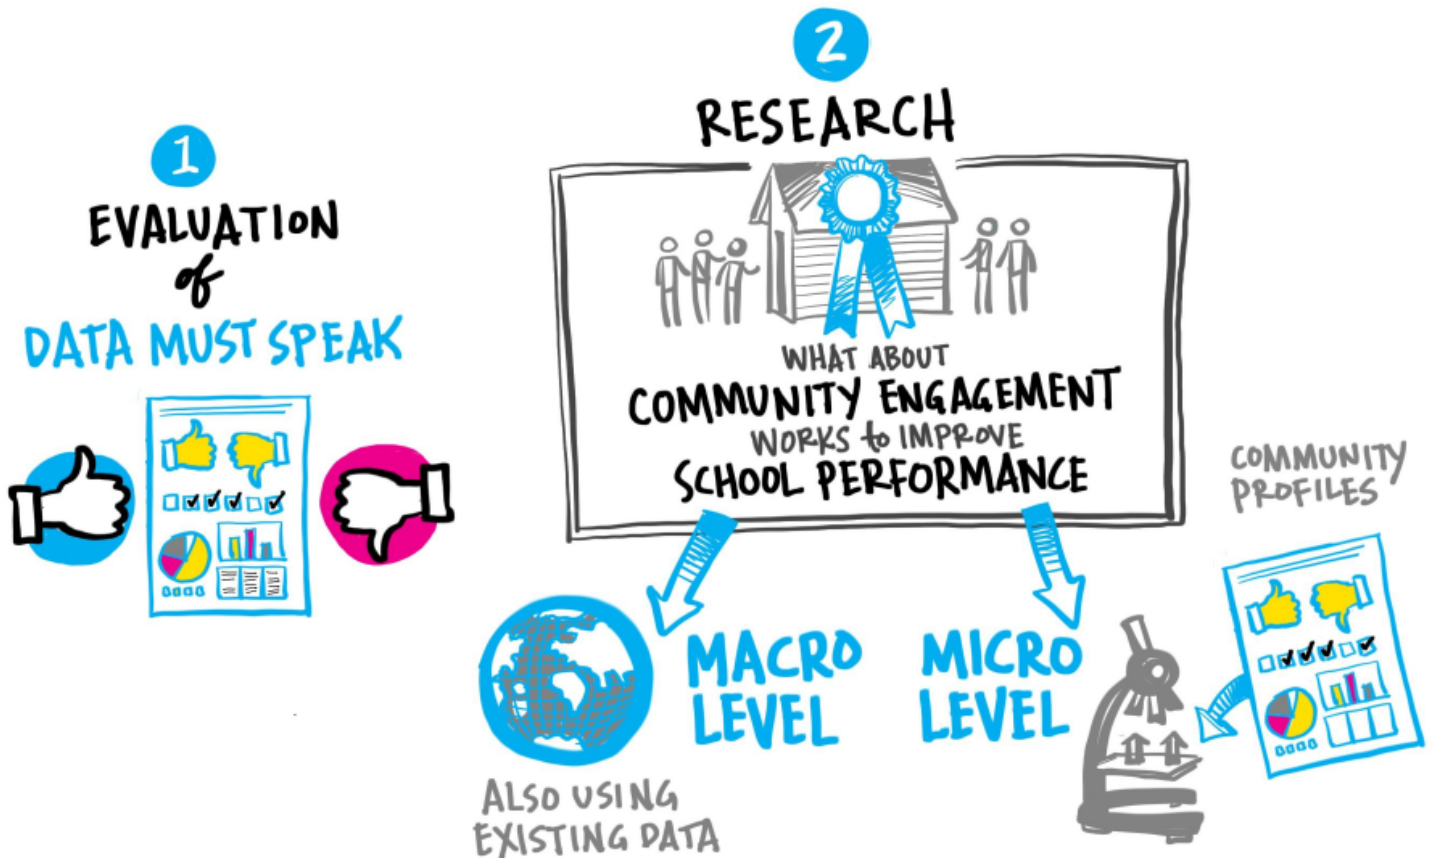 1
EVALUATION
of
DATA MUST SPEAK
2
RESEARCH
WHAT ABOUT
COMMUNITY ENGAGEMENT
WORKS to IMPROVE
SCHOOL PERFORMANCE
MACRO
LEVEL
ALSO USING
EXISTING DATA
MICRO
LEVEL
COMMUNITY
PROFILES